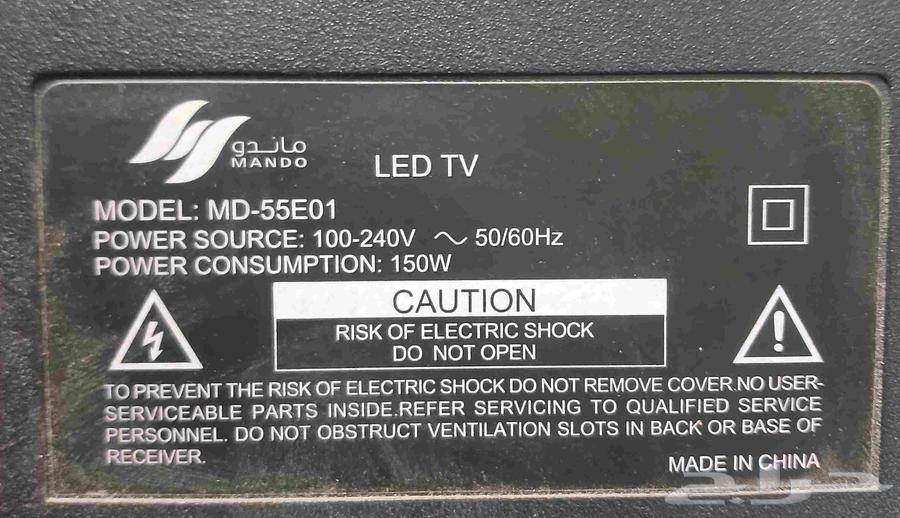 ماندو
MANDO
LED TV
MODEL: MD-55E01
POWER SOURCE: 100-240V ～ 50/60Hz
POWER CONSUMPTION: 150W
CAUTION
RISK OF ELECTRIC SHOCK
DO NOT OPEN
TO PREVENT THE RISK OF ELECTRIC SHOCK DO NOT REMOVE COVER.NO USER-
SERVICEABLE PARTS INSIDE.REFER SERVICING TO QUALIFIED SERVICE
PERSONNEL. DO NOT OBSTRUCT VENTILATION SLOTS IN BACK OR BASE OF
RECEIVER.
MADE IN CHINA
حراج